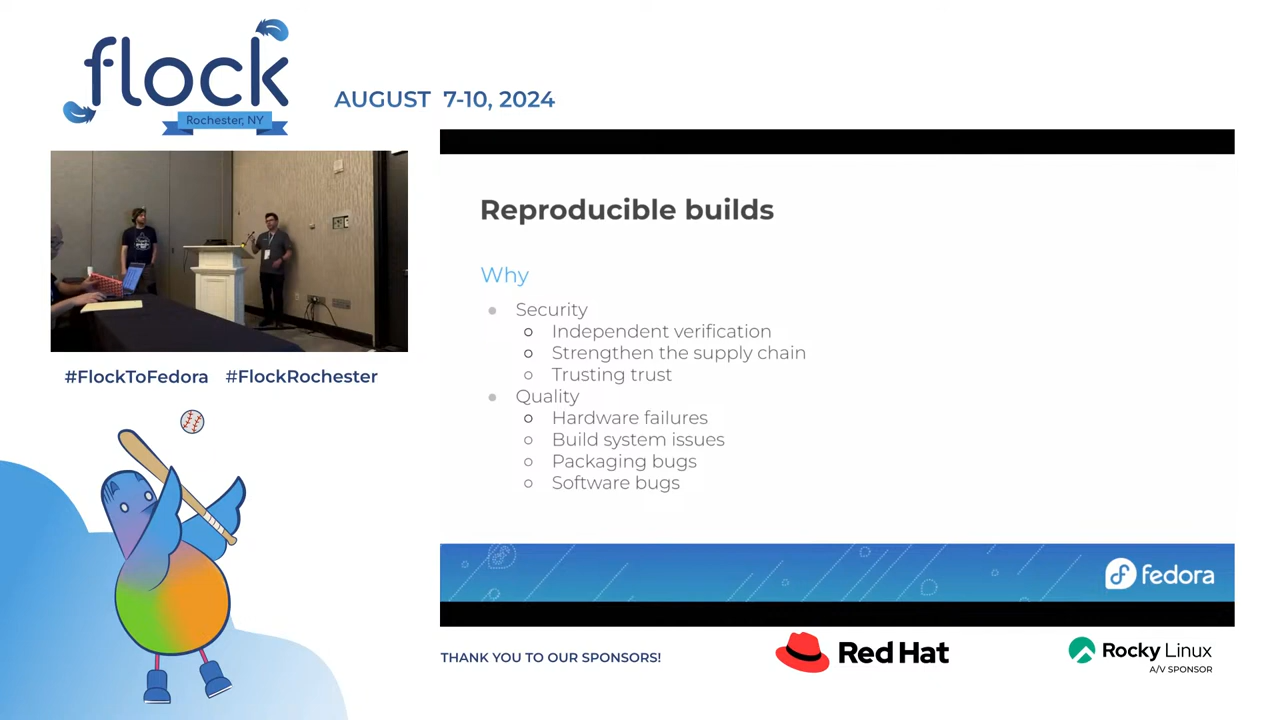 flock
Rochester, NY
AUGUST 7-10, 2024
Reproducible builds
Why
Security
Independent verification
Strengthen the supply chain
Trusting trust
Quality
Hardware failures
Build system issues
Packaging bugs
Software bugs
fedora
#FlockToFedora #FlockRochester
THANK YOU TO OUR SPONSORS!
Red Hat
Rocky Linux
A/V SPONSOR